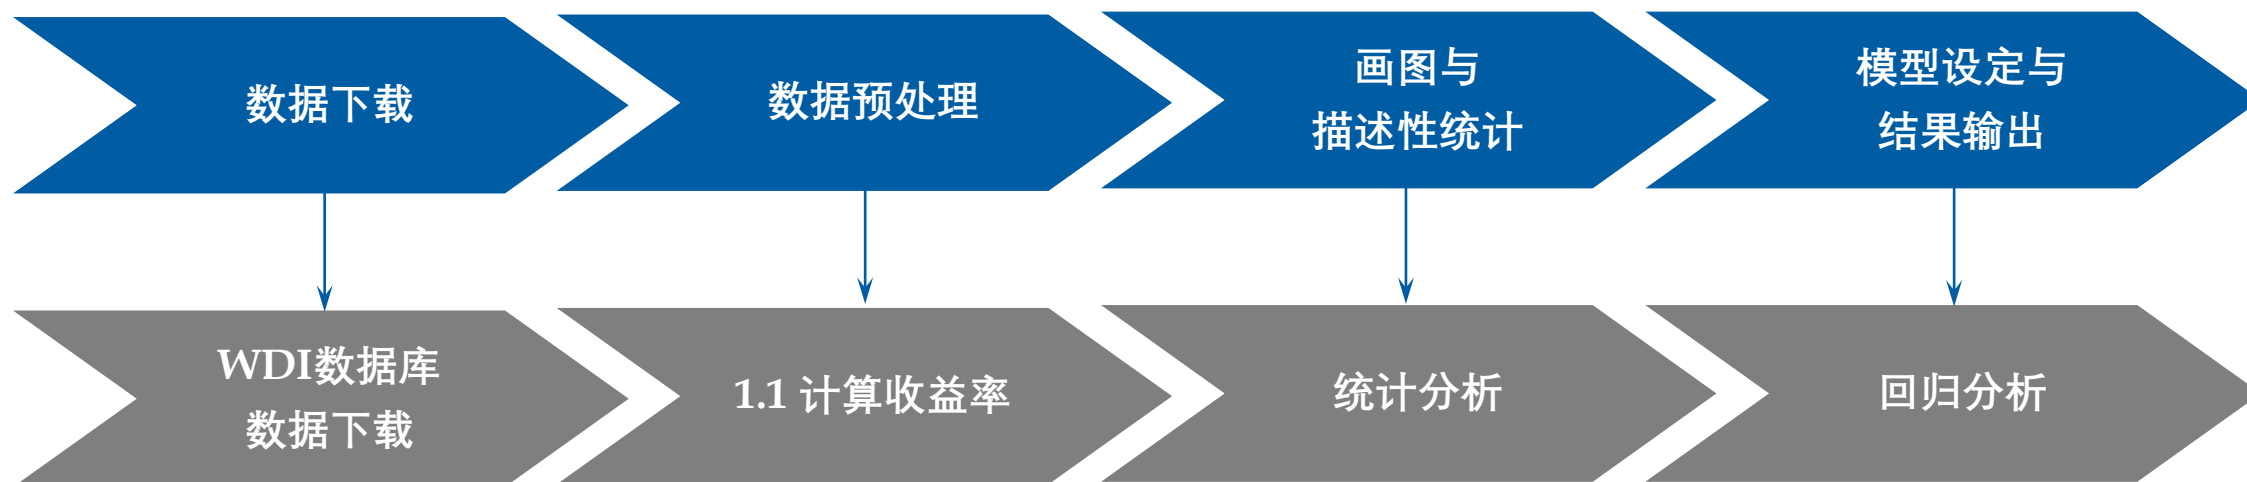 数据下载
数据预处理
画图与
描述性统计
模型设定与
结果输出
WDI数据库
数据下载
1.1 计算收益率
统计分析
回归分析